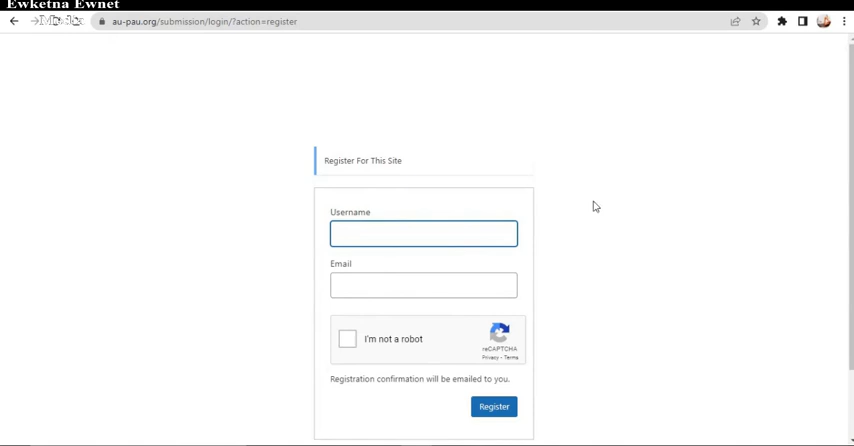 Ewketna Ewnet
au-pau.org/submission/login/?action=register
Register For This Site
Username
Email
I'm not a robot
reCAPTCHA
Privacy - Terms
Registration confirmation will be emailed to you.
Register